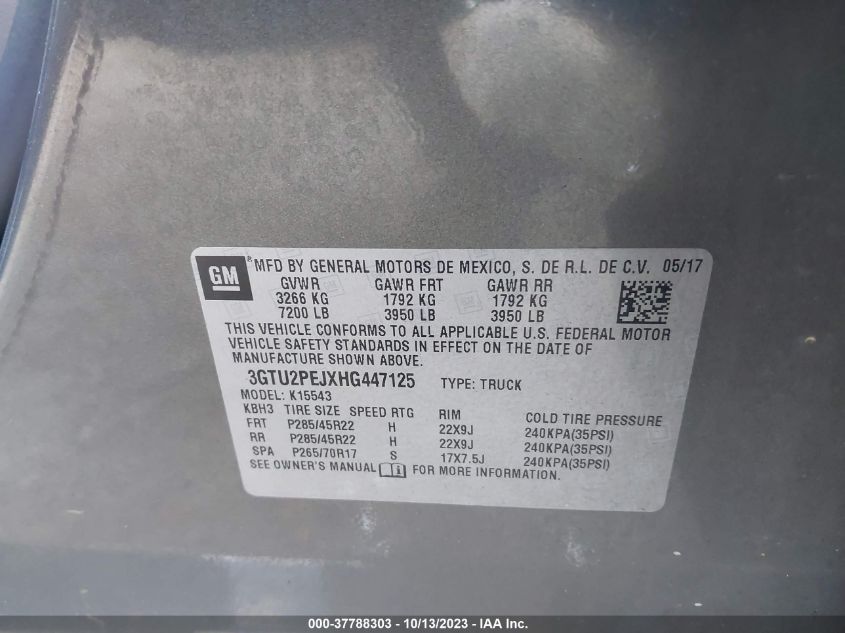 GM ® MFD BY GENERAL MOTORS DE MEXICO, S. DE R.L. DE C.V. 05/17
GVWR GAWR FRT GAWR RR
3266 KG 1792 KG 1792 KG
7200 LB 3950 LB 3950 LB
THIS VEHICLE CONFORMS TO ALL APPLICABLE U.S. FEDERAL MOTOR
VEHICLE SAFETY STANDARDS IN EFFECT ON THE DATE OF
MANUFACTURE SHOWN ABOVE.
3GTU2PEJXHG447125 TYPE: TRUCK
MODEL: K15543
KBH3 TIRE SIZE SPEED RTG RIM COLD TIRE PRESSURE
FRT P285/45R22 H 22X9J 240KPA(35PSI)
RR P285/45R22 H 22X9J 240KPA(35PSI)
SPA P265/70R17 S 17X7.5J 240KPA(35PSI)
SEE OWNER'S MANUAL FOR MORE INFORMATION.
000-37788303 - 10/13/2023 - IAA Inc.